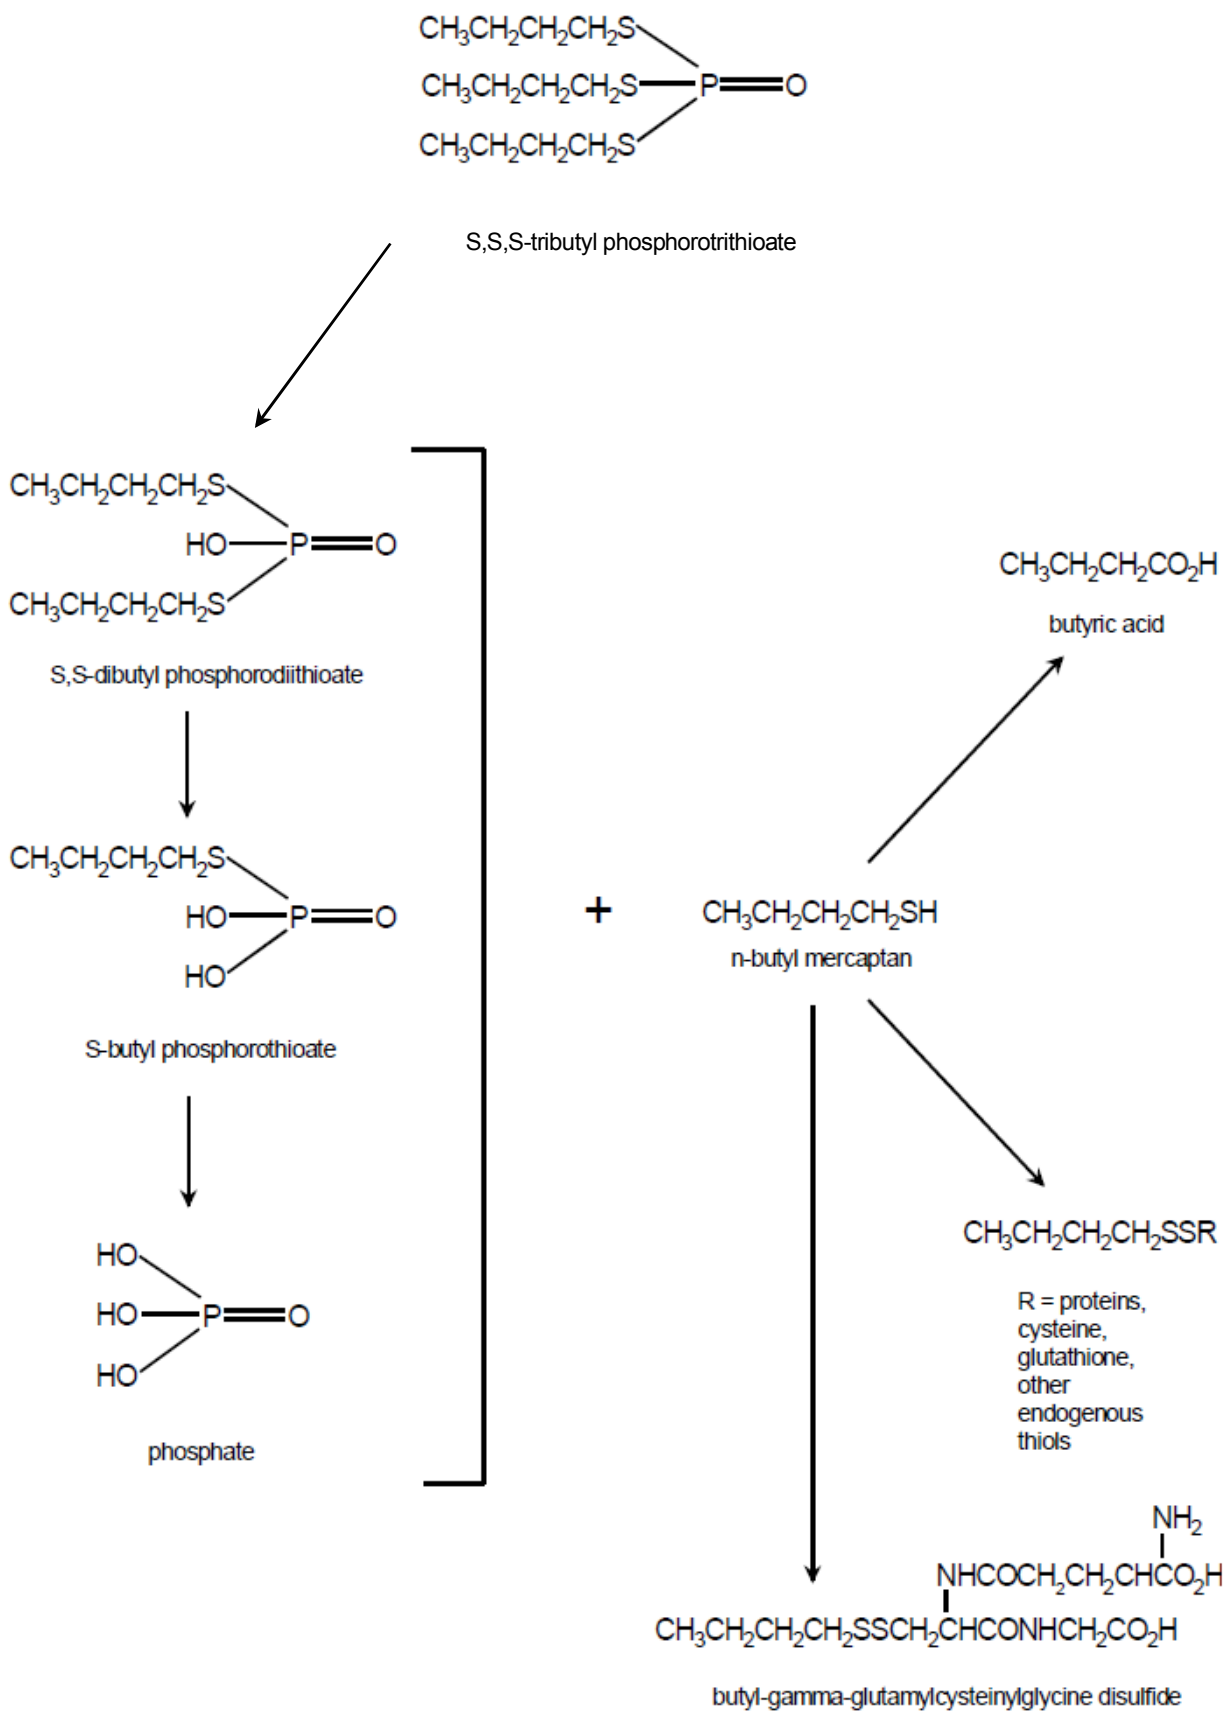 CH₃CH₂CH₂CH₂S
CH₃CH₂CH₂CH₂S P O
CH₃CH₂CH₂CH₂S
S,S,S-tributyl phosphorotrithioate
CH₃CH₂CH₂CH₂S
HO P O
CH₃CH₂CH₂CH₂S
S,S-dibutyl phosphorodiithioate
CH₃CH₂CH₂CH₂S
HO P O
HO
S-butyl phosphorothioate
HO
HO P O
HO
phosphate
+
CH₃CH₂CH₂CH₂SH
n-butyl mercaptan
CH₃CH₂CH₂CO₂H
butyric acid
CH₃CH₂CH₂CH₂SSR
R = proteins,
cysteine,
glutathione,
other
endogenous
thiols
NH₂
NHCOCH₂CH₂CHCO₂H
CH₃CH₂CH₂CH₂SSCH₂CHCONHCH₂CO₂H
butyl-gamma-glutamylcysteinylglycine disulfide